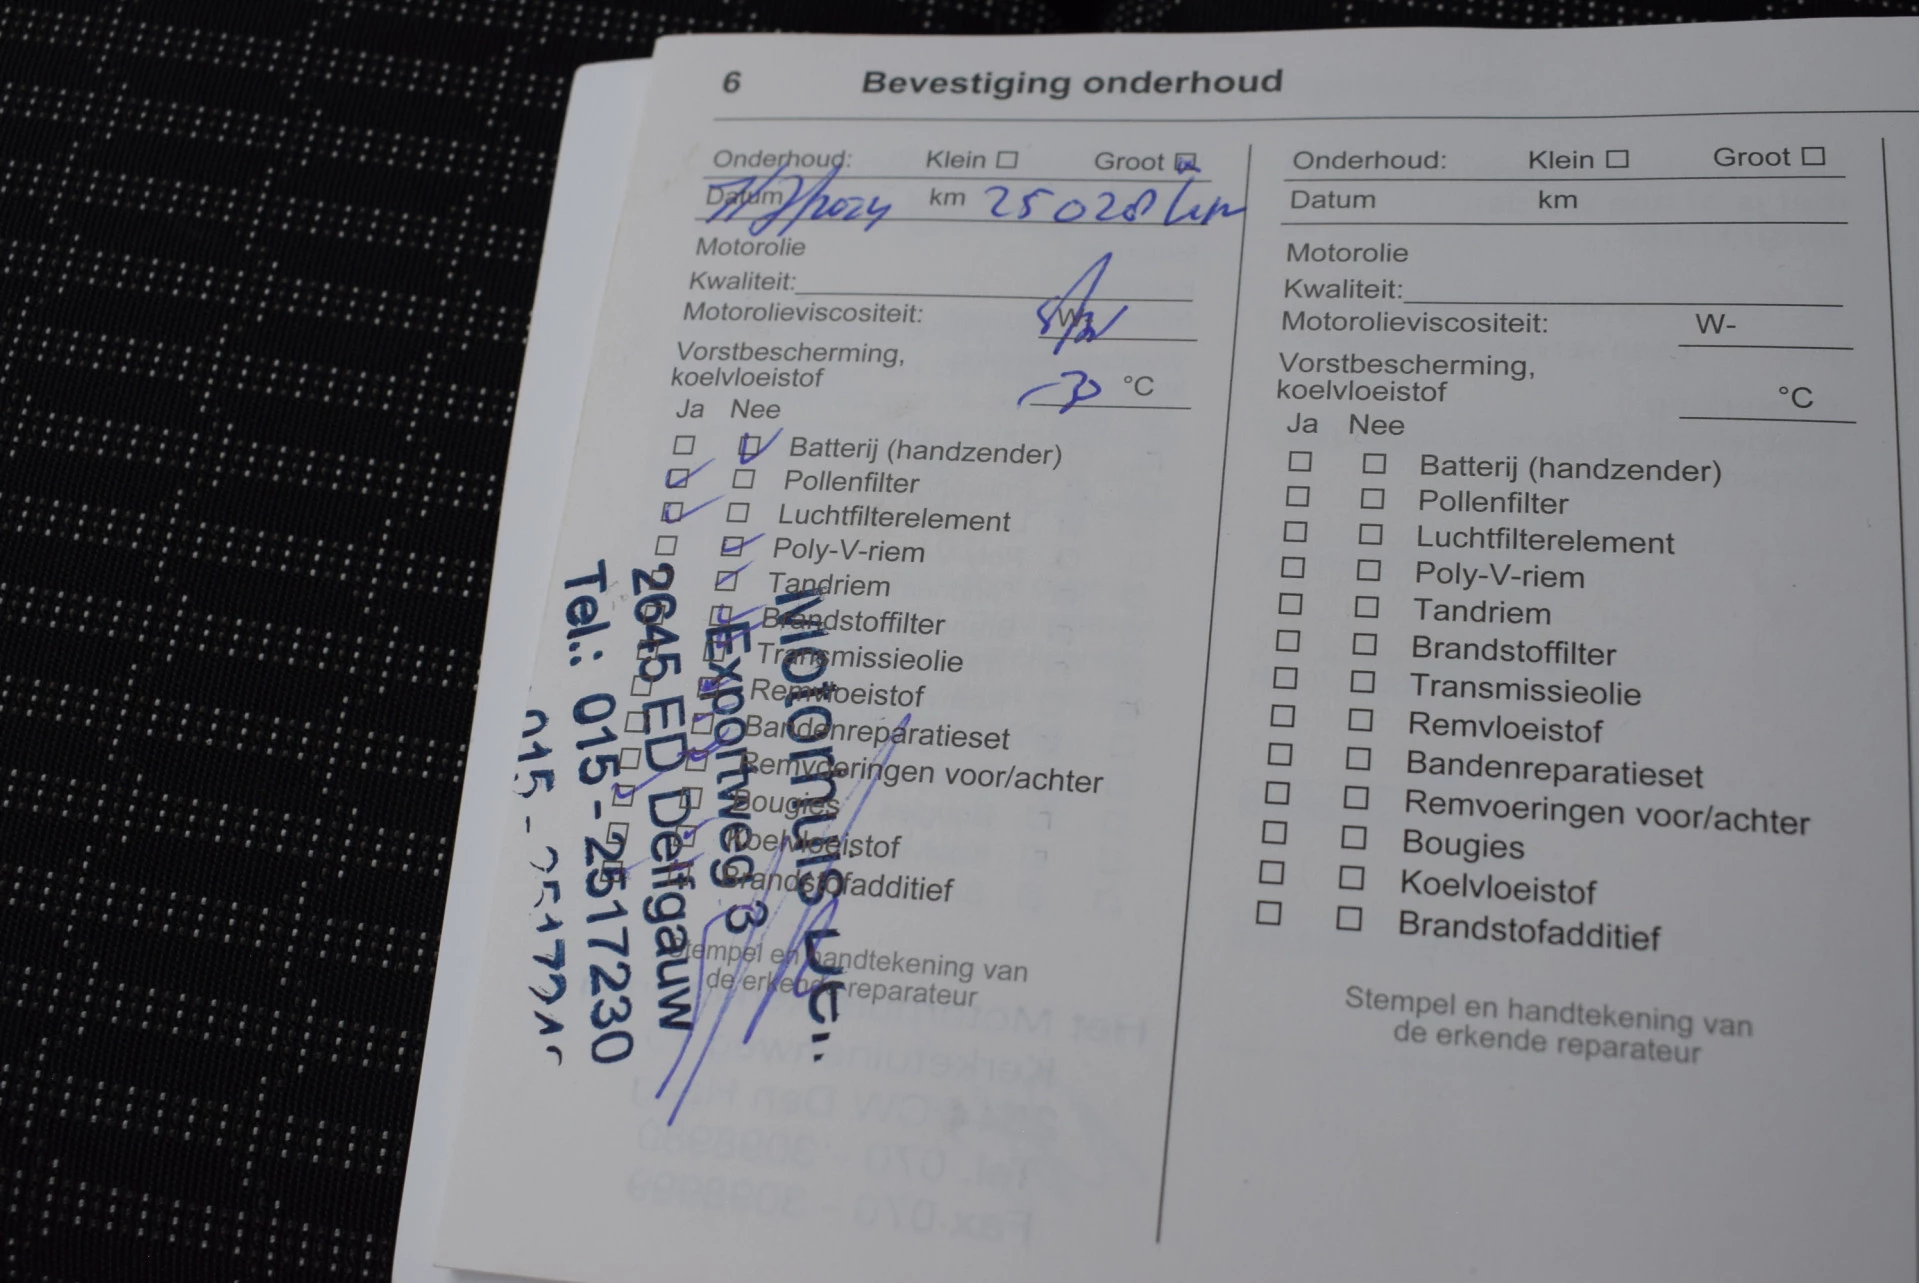 6 Bevestiging onderhoud
Onderhoud: Klein Groot
Datum km 25028 km
Motorolie
Kwaliteit:
Motorolieviscositeit: W-
Vorstbescherming,
koelvloeistof -30 °C
Ja Nee
Batterij (handzender)
Pollenfilter
Luchtfilterelement
Poly-V-riem
Tandriem
Brandstoffilter
Transmissieolie
Remvloeistof
Bandenreparatieset
Remvoeringen voor/achter
Bougies
Koelvloeistof
Brandstofadditief
Stempel en handtekening van
de erkende reparateur
Exportweg 3
2645 ED Delfgauw
Tel.: 015 - 2517230
Onderhoud: Klein Groot
Datum km
Motorolie
Kwaliteit:
Motorolieviscositeit: W-
Vorstbescherming,
koelvloeistof °C
Ja Nee
Batterij (handzender)
Pollenfilter
Luchtfilterelement
Poly-V-riem
Tandriem
Brandstoffilter
Transmissieolie
Remvloeistof
Bandenreparatieset
Remvoeringen voor/achter
Bougies
Koelvloeistof
Brandstofadditief
Stempel en handtekening van
de erkende reparateur